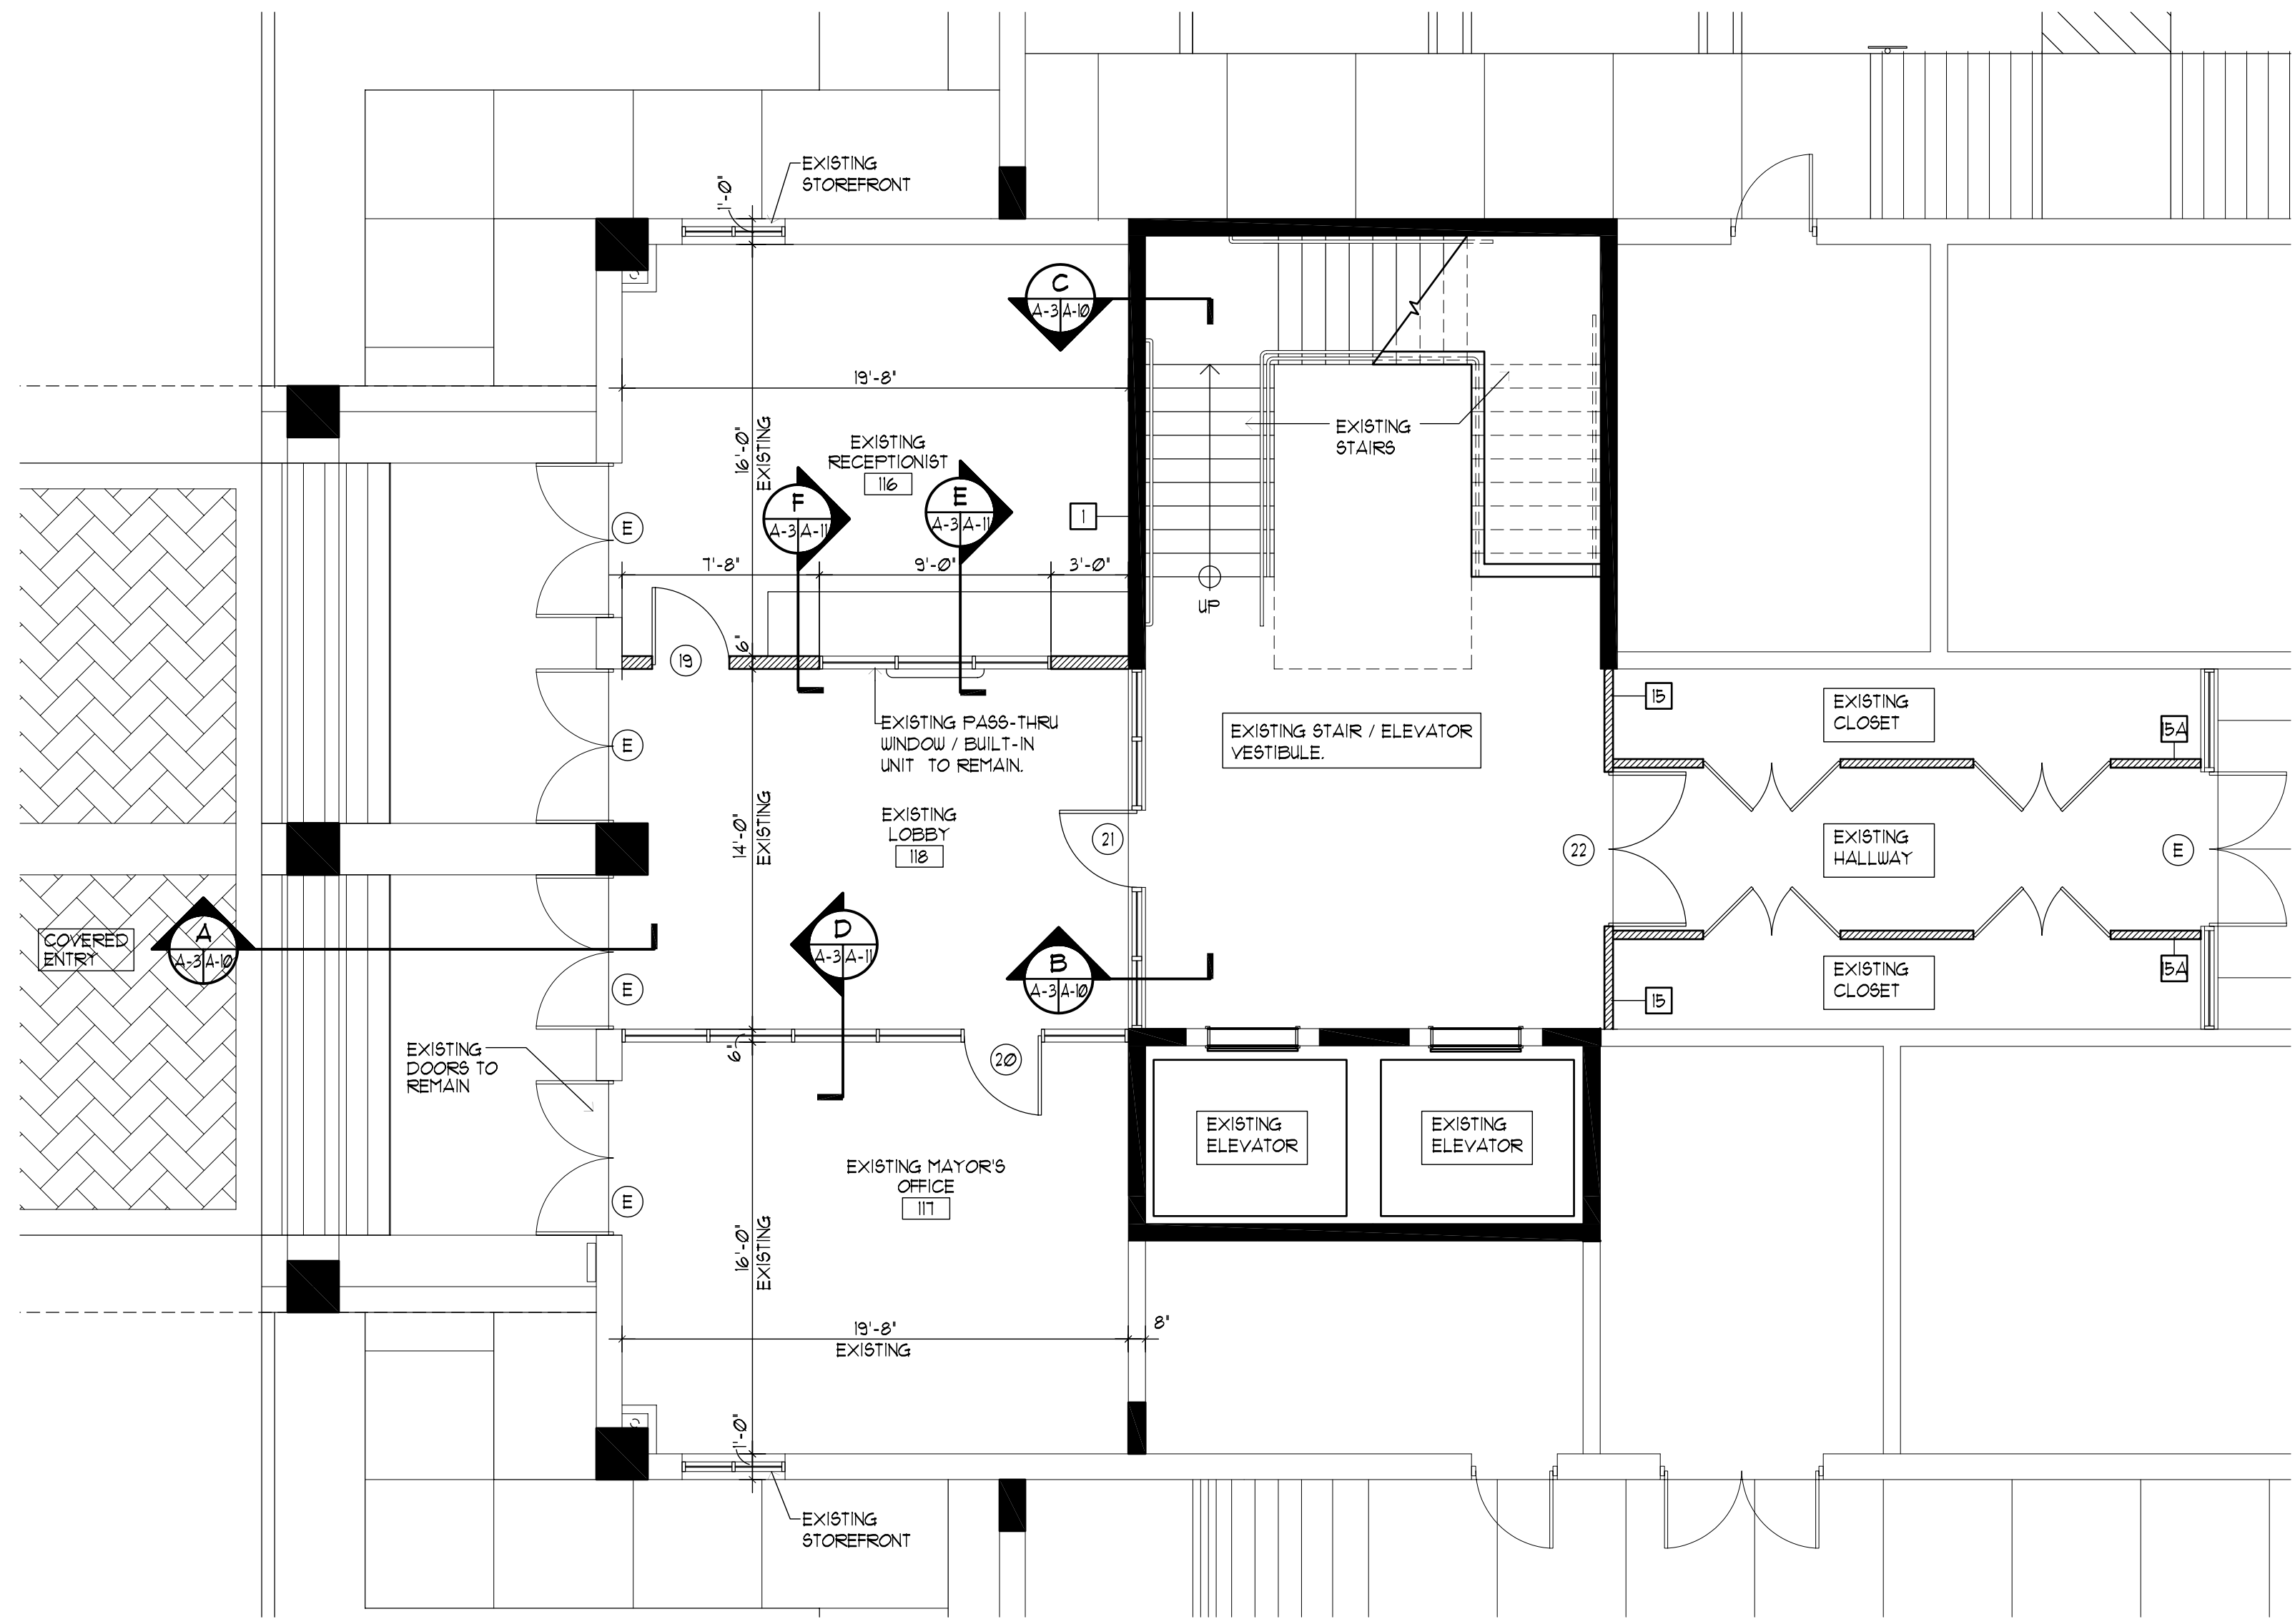 EXISTING
STOREFRONT
1'-0"
C
A-3 A-10
19'-8"
16'-0"
EXISTING
EXISTING
RECEPTIONIST
116
EXISTING
STAIRS
F
A-3 A-11
E
A-3 A-11
1
E
7'-8"
9'-0"
3'-0"
UP
6"
19
15
EXISTING
CLOSET
15A
EXISTING PASS-THRU
WINDOW / BUILT-IN
UNIT TO REMAIN.
EXISTING STAIR / ELEVATOR
VESTIBULE.
E
14'-0"
EXISTING
EXISTING
LOBBY
118
21
22
EXISTING
HALLWAY
E
COVERED
ENTRY
A
A-3 A-10
D
A-3 A-11
B
A-3 A-10
E
15
EXISTING
CLOSET
15A
EXISTING
DOORS TO
REMAIN
6"
20
EXISTING
ELEVATOR
EXISTING
ELEVATOR
EXISTING MAYOR'S
OFFICE
117
E
16'-0"
EXISTING
19'-8"
EXISTING
8"
1'-0"
EXISTING
STOREFRONT